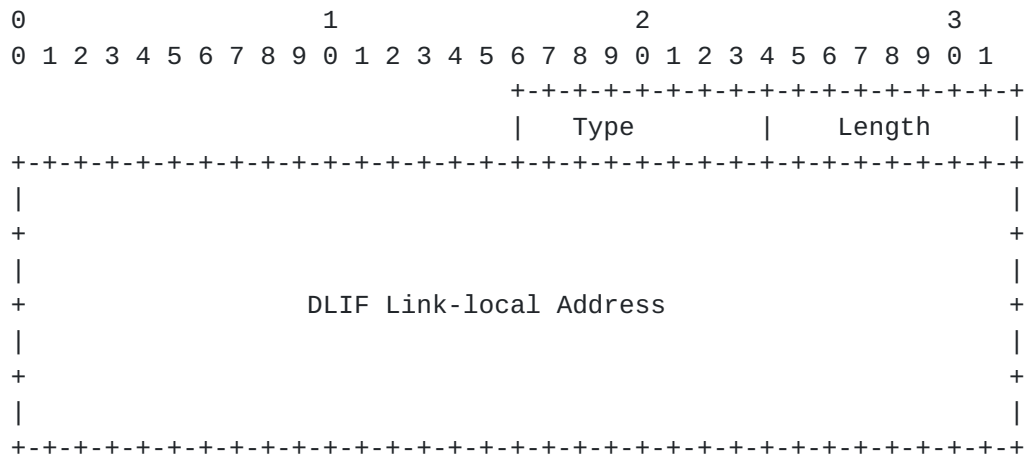 0                   1                   2                   3
0 1 2 3 4 5 6 7 8 9 0 1 2 3 4 5 6 7 8 9 0 1 2 3 4 5 6 7 8 9 0 1
                                +-+-+-+-+-+-+-+-+-+-+-+-+-+-+-+-+
                                |   Type        |    Length     |
+-+-+-+-+-+-+-+-+-+-+-+-+-+-+-+-+-+-+-+-+-+-+-+-+-+-+-+-+-+-+-+-+
|                                                               |
+                                                               +
|                                                               |
+                  DLIF Link-local Address                      +
|                                                               |
+                                                               +
|                                                               |
+-+-+-+-+-+-+-+-+-+-+-+-+-+-+-+-+-+-+-+-+-+-+-+-+-+-+-+-+-+-+-+-+